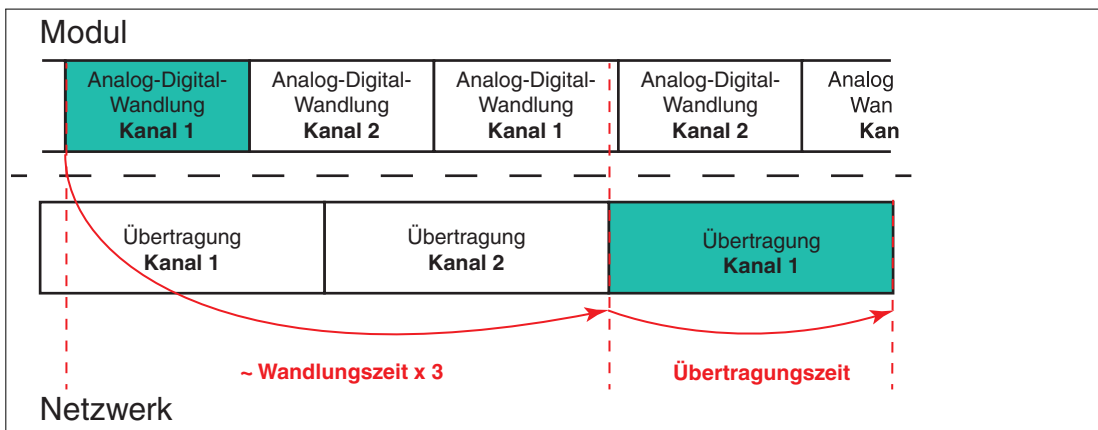 Modul
Analog-Digital-
Wandlung
Kanal 1
Analog-Digital-
Wandlung
Kanal 2
Analog-Digital-
Wandlung
Kanal 1
Analog-Digital-
Wandlung
Kanal 2
Analog
Wan
Kan
Übertragung
Kanal 1
Übertragung
Kanal 2
Übertragung
Kanal 1
~ Wandlungszeit x 3
Übertragungszeit
Netzwerk